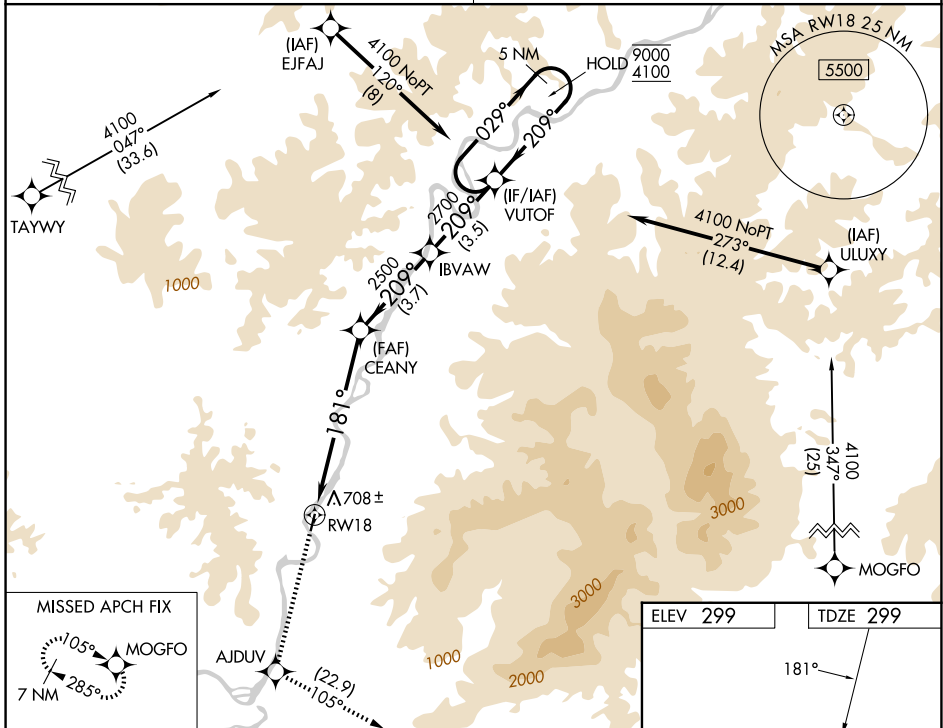 (IAF)
EJFAJ
4100 NoPT
120°
(8)
5 NM
HOLD
9000
4100
MSA RW18 25 NM
5500
4100
047°
(33.6)
TAYWY
029°
209°
(IF/IAF)
VUTOF
2700
209°
(3.5)
IBVAW
2500
209°
(3.7)
(FAF)
CEANY
4100 NoPT
273°
(12.4)
(IAF)
ULUXY
1000
181°
708±
RW18
4100
347°
(25)
MOGFO
3000
3000
1000
2000
MISSED APCH FIX
105°
MOGFO
7 NM
285°
AJDUV
(22.9)
105°
ELEV 299
TDZE 299
181°